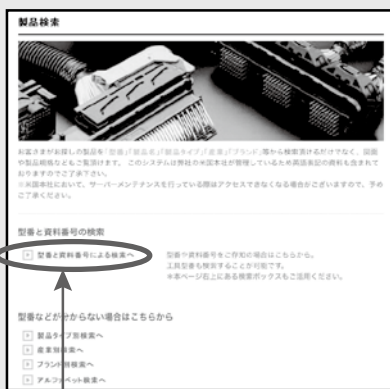 製品検索
お客さまがお探しの製品を「型番」「製品名」「製品タイプ」「産業」「ブランド」等から検索頂けるだけでなく、図面
や製品規格などもご覧頂けます。 このシステムは弊社の米国本社が管理しているため英語表記の資料も含まれて
おりますのでご了承下さい。
※米国本社において、サーバーメンテナンスを行っている際はアクセスできなくなる場合がございますので、予め
ご了承ください。
型番と資料番号の検索
型番と資料番号による検索へ
型番や資料番号をご存知の場合はこちらから。
工具型番も検索することが可能です。
※本ページ右上にある検索ボックスもご活用ください。
型番などが分からない場合はこちらから
製品タイプ別検索へ
産業別検索へ
ブランド別検索へ
アルファベット検索へ